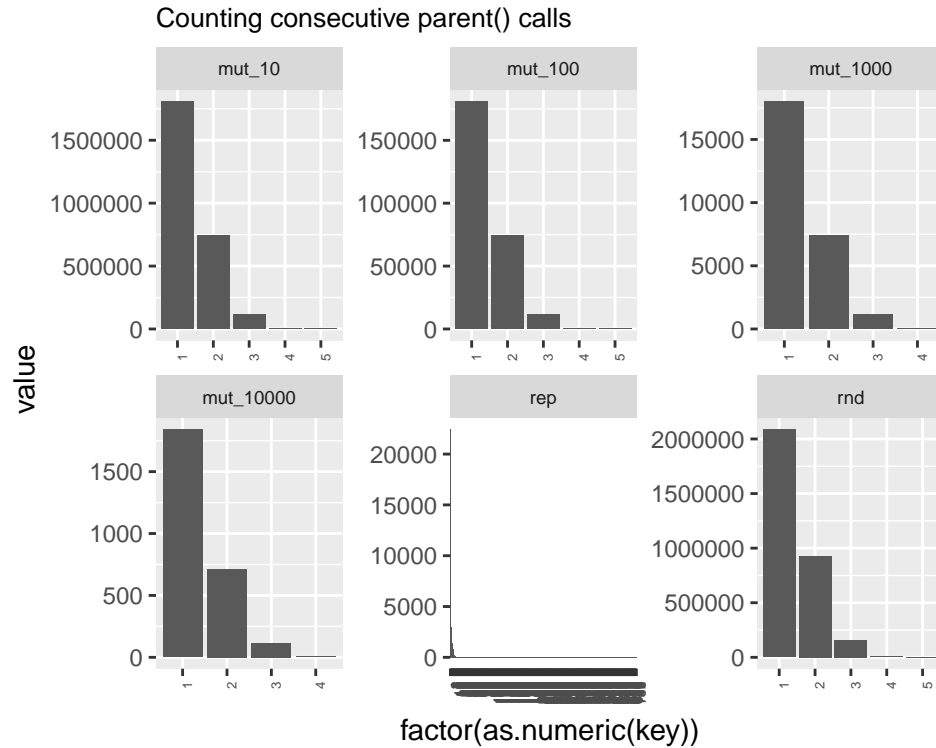 Counting consecutive parent() calls
mut_10 mut_100 mut_1000
1500000
1000000
500000
0
1 2 3 4 5
150000
100000
50000
0
1 2 3 4 5
15000
10000
5000
0
1 2 3 4
value
mut_10000 rep rnd
1500
1000
500
0
1 2 3 4
20000
15000
10000
5000
0
2000000
1500000
1000000
500000
0
1 2 3 4 5
factor(as.numeric(key))